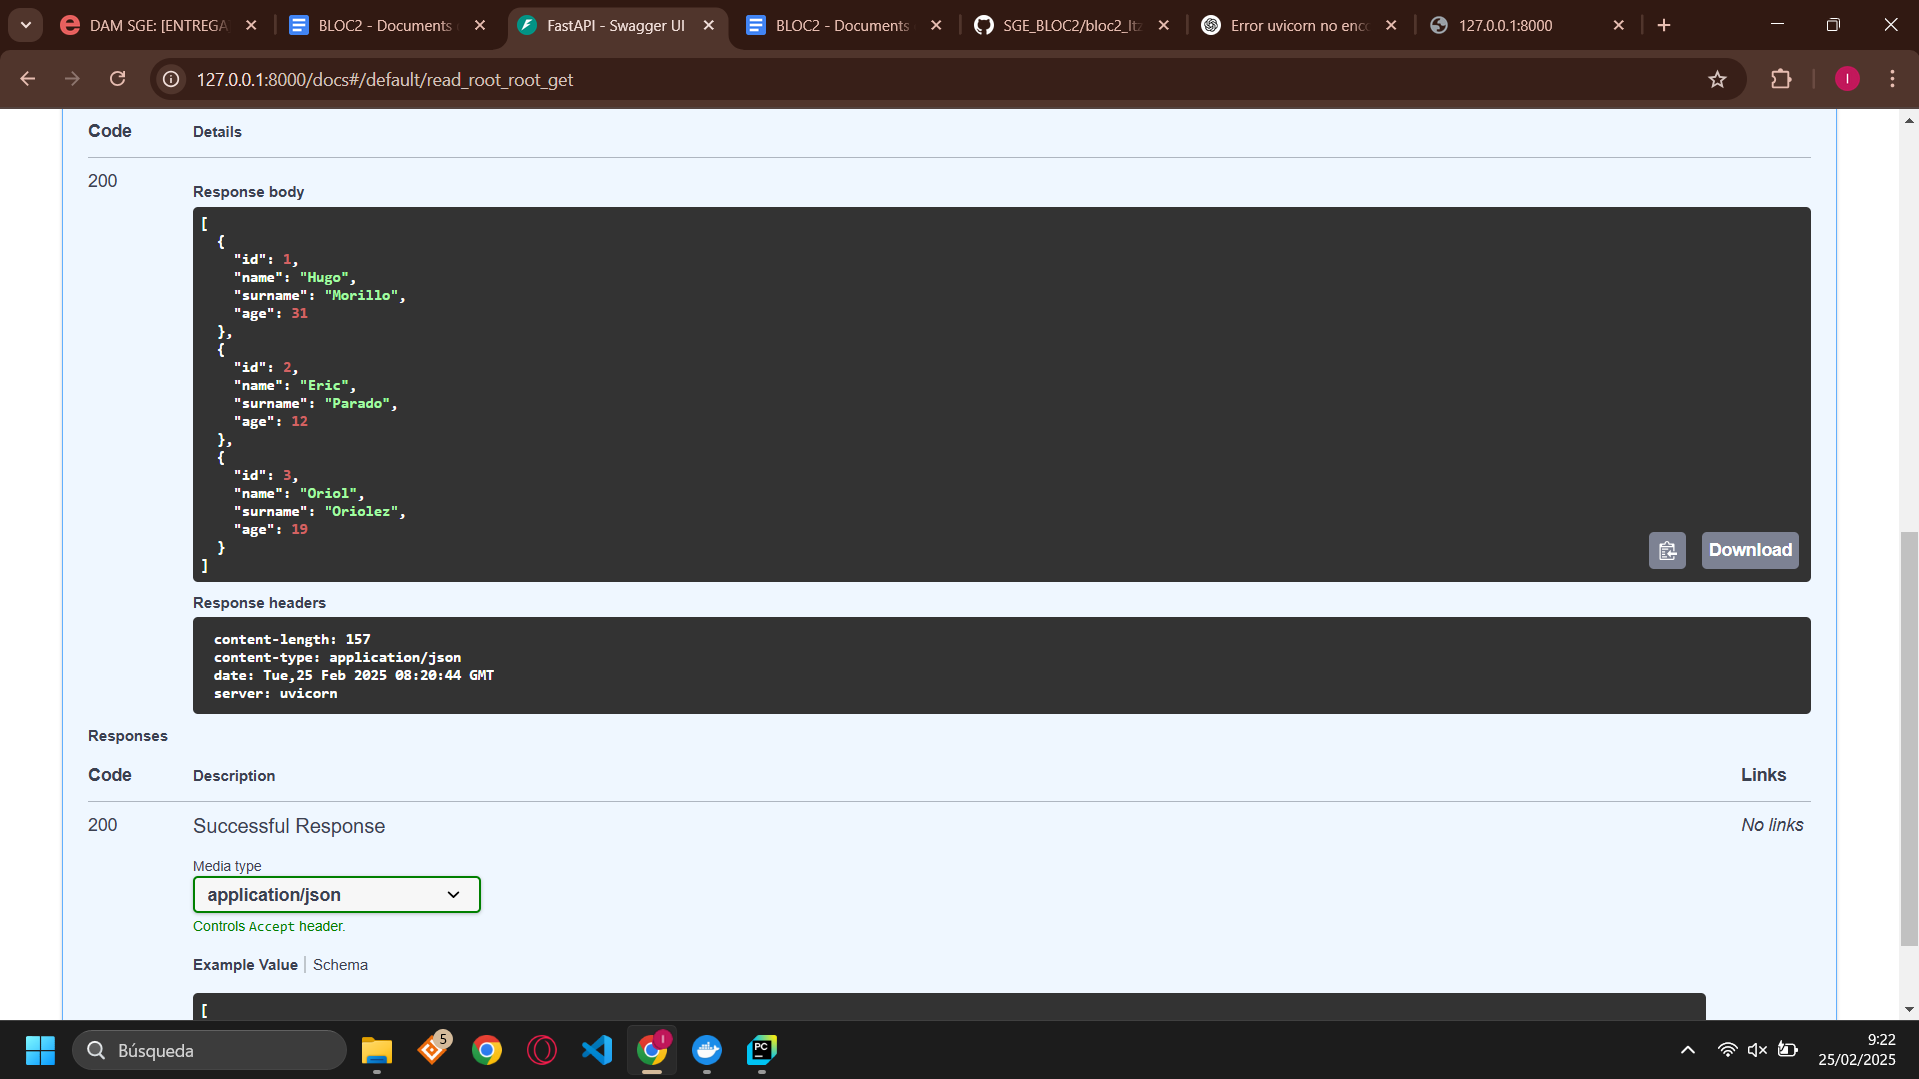 DAM SGE: [ENTREGA
BLOC2 - Documents
FastAPI - Swagger UI
BLOC2 - Documents
SGE_BLOC2/bloc2_Itz
Error uvicorn no enco
127.0.0.1:8000
127.0.0.1:8000/docs#/default/read_root_root_get
I
Code Details
200
Response body
[
{
"id": 1,
"name": "Hugo",
"surname": "Morillo",
"age": 31
},
{
"id": 2,
"name": "Eric",
"surname": "Parado",
"age": 12
},
{
"id": 3,
"name": "Oriol",
"surname": "Oriolez",
"age": 19
}
]
Download
Response headers
content-length: 157
content-type: application/json
date: Tue,25 Feb 2025 08:20:44 GMT
server: uvicorn
Responses
Code Description Links
200 Successful Response No links
Media type
application/json
Controls Accept header.
Example Value Schema
[
Búsqueda
5
I
PC
9:22
25/02/2025